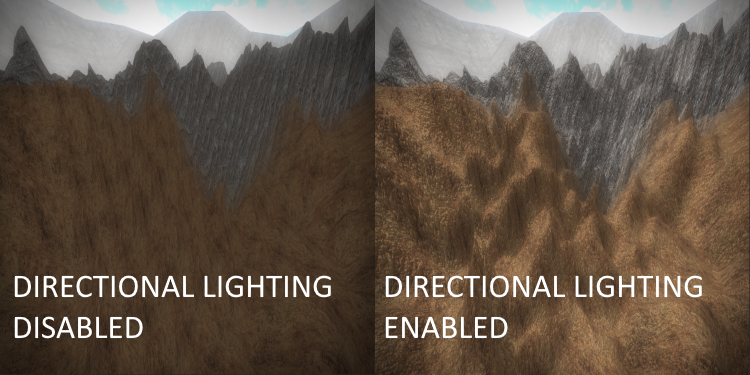 DIRECTIONAL LIGHTING
DISABLED
DIRECTIONAL LIGHTING
ENABLED